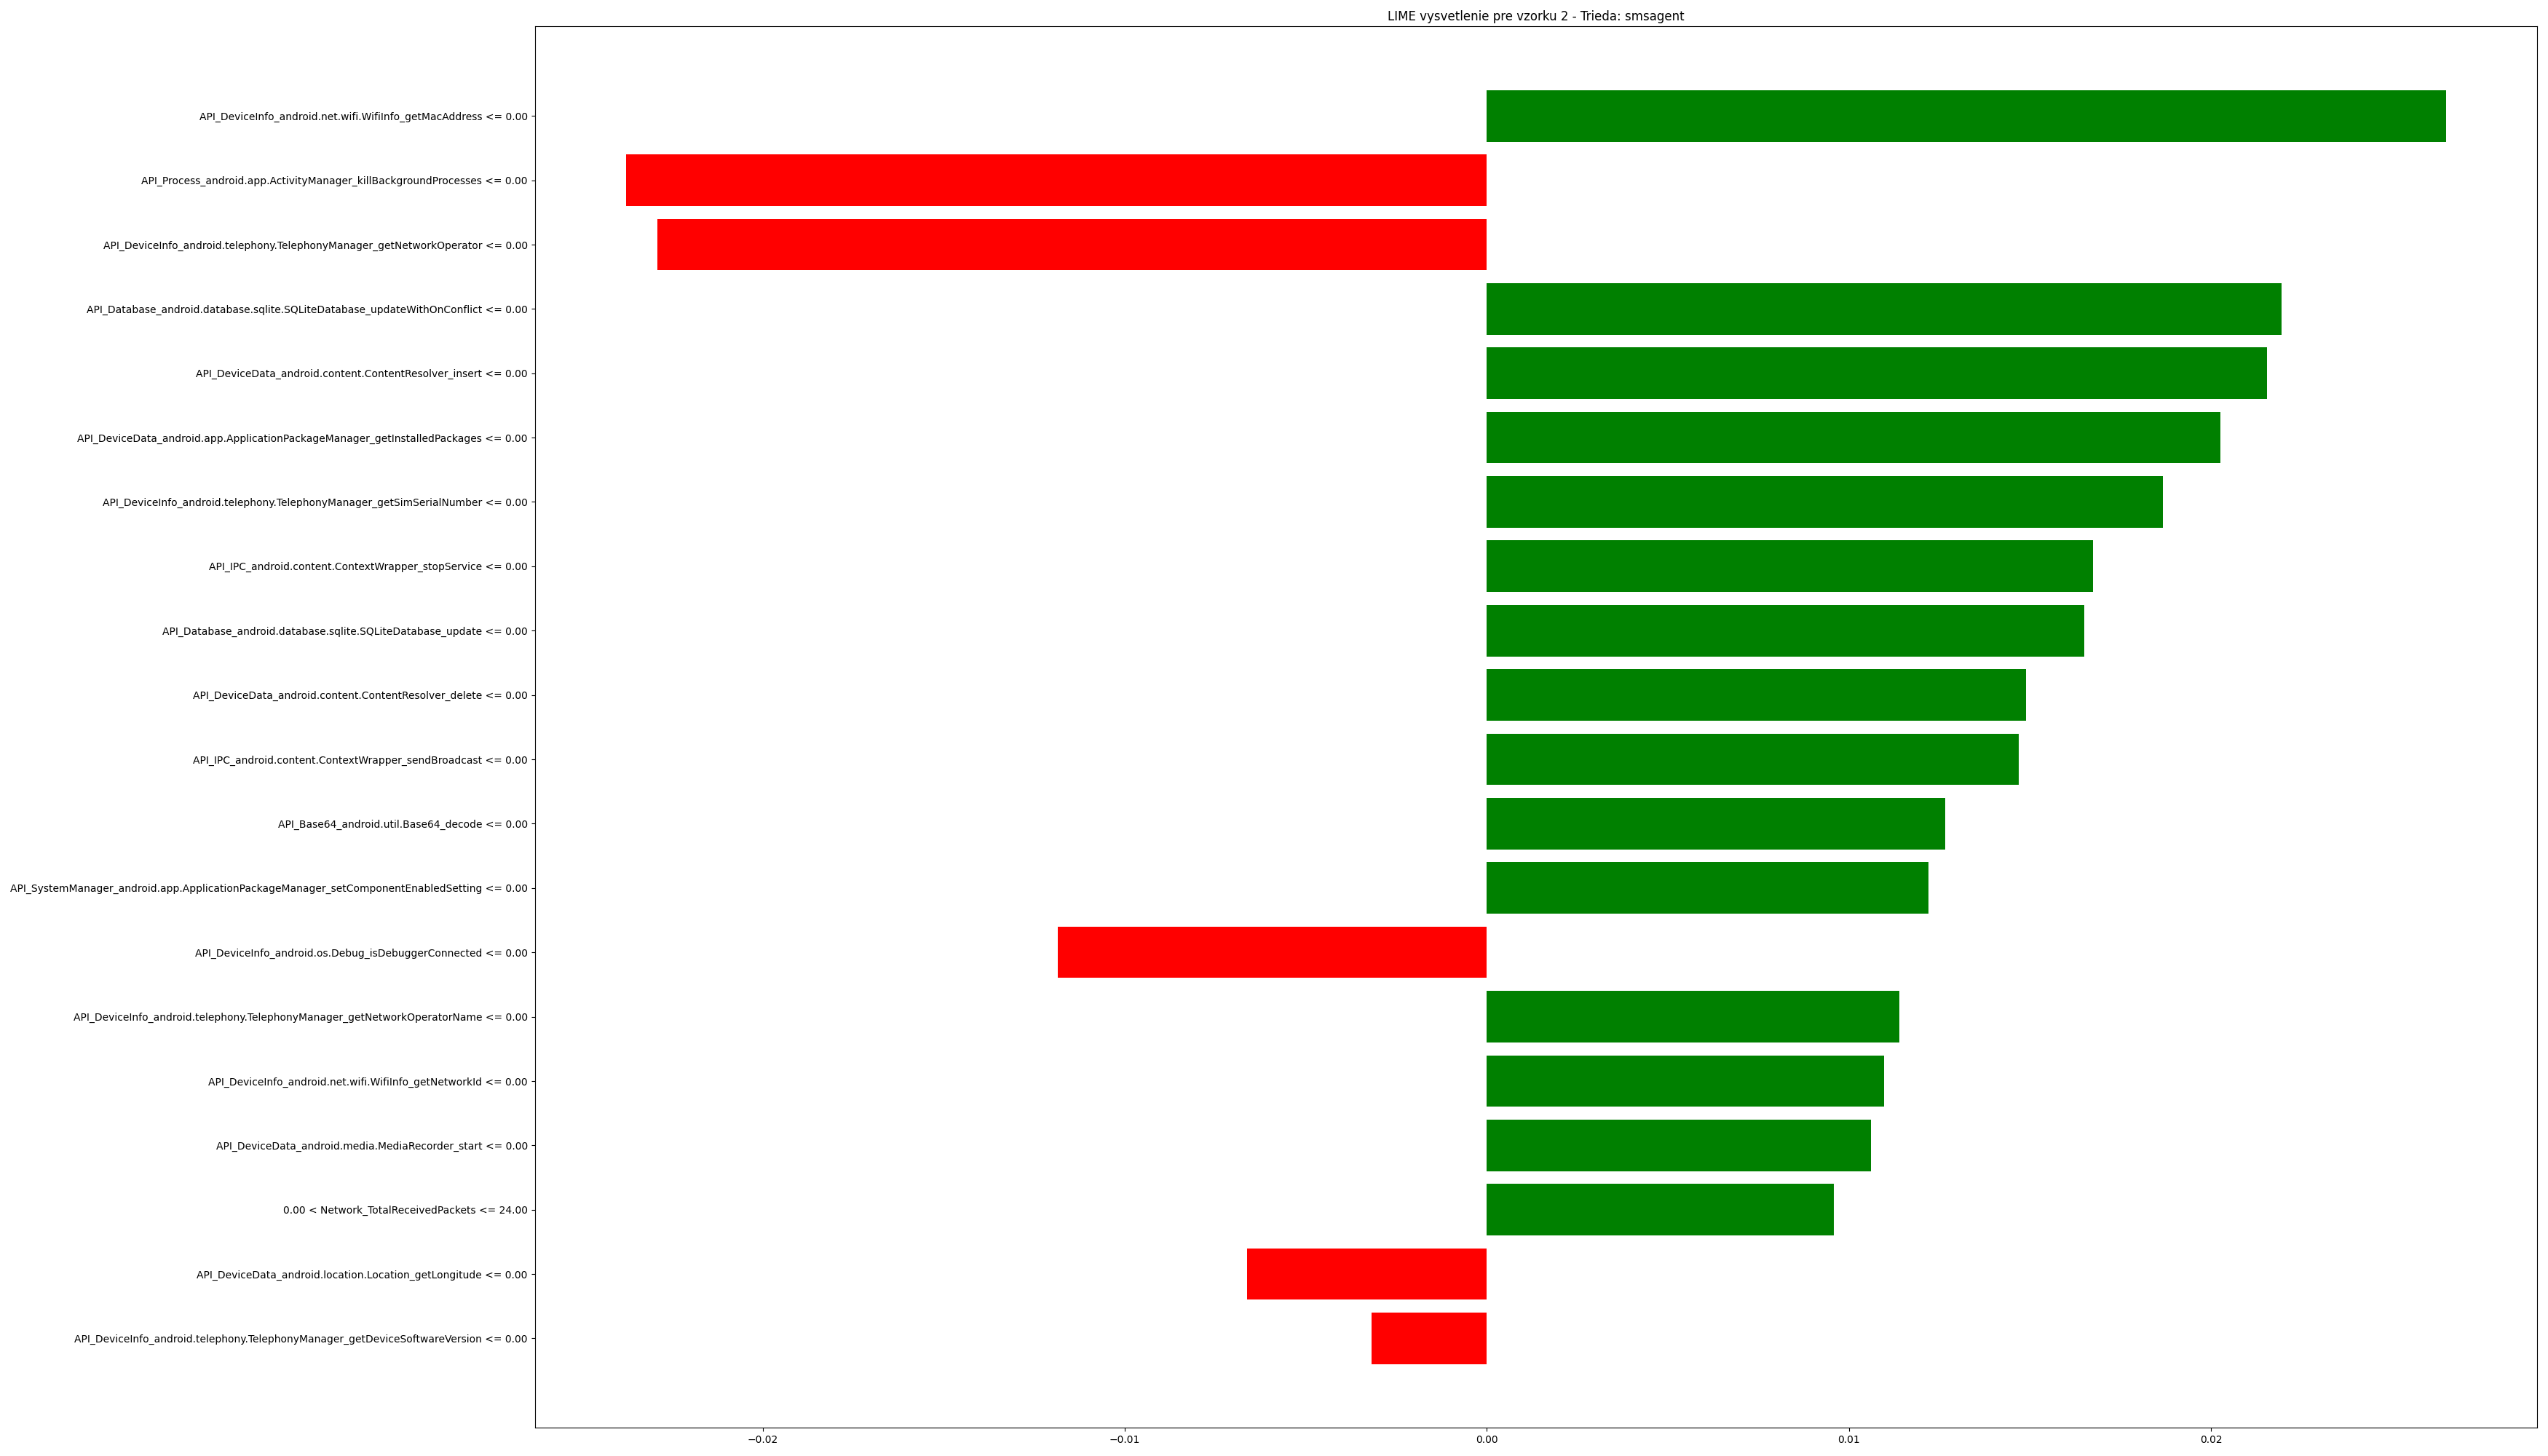 LIME vysvetlenie pre vzorku 2 - Trieda: smsagent
API_DeviceInfo_android.net.wifi.WifiInfo_getMacAddress <= 0.00
API_Process_android.app.ActivityManager_killBackgroundProcesses <= 0.00
API_DeviceInfo_android.telephony.TelephonyManager_getNetworkOperator <= 0.00
API_Database_android.database.sqlite.SQLiteDatabase_updateWithOnConflict <= 0.00
API_DeviceData_android.content.ContentResolver_insert <= 0.00
API_DeviceData_android.app.ApplicationPackageManager_getInstalledPackages <= 0.00
API_DeviceInfo_android.telephony.TelephonyManager_getSimSerialNumber <= 0.00
API_IPC_android.content.ContextWrapper_stopService <= 0.00
API_Database_android.database.sqlite.SQLiteDatabase_update <= 0.00
API_DeviceData_android.content.ContentResolver_delete <= 0.00
API_IPC_android.content.ContextWrapper_sendBroadcast <= 0.00
API_Base64_android.util.Base64_decode <= 0.00
API_SystemManager_android.app.ApplicationPackageManager_setComponentEnabledSetting <= 0.00
API_DeviceInfo_android.os.Debug_isDebuggerConnected <= 0.00
API_DeviceInfo_android.telephony.TelephonyManager_getNetworkOperatorName <= 0.00
API_DeviceInfo_android.net.wifi.WifiInfo_getNetworkId <= 0.00
API_DeviceData_android.media.MediaRecorder_start <= 0.00
0.00 < Network_TotalReceivedPackets <= 24.00
API_DeviceData_android.location.Location_getLongitude <= 0.00
API_DeviceInfo_android.telephony.TelephonyManager_getDeviceSoftwareVersion <= 0.00
−0.02 −0.01 0.00 0.01 0.02